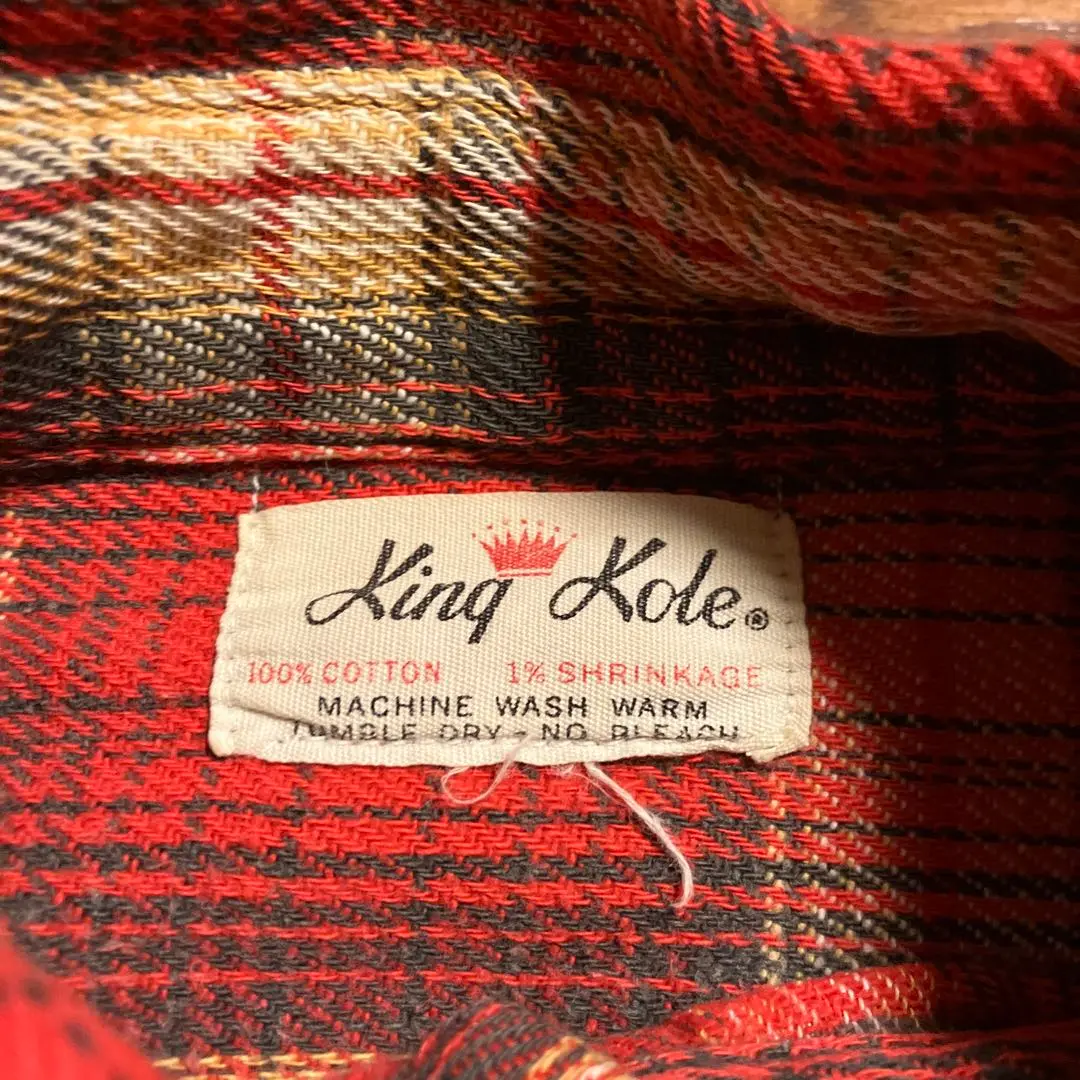 King Kole®
100% COTTON 1% SHRINKAGE
MACHINE WASH WARM
TUMBLE DRY - NO BLEACH